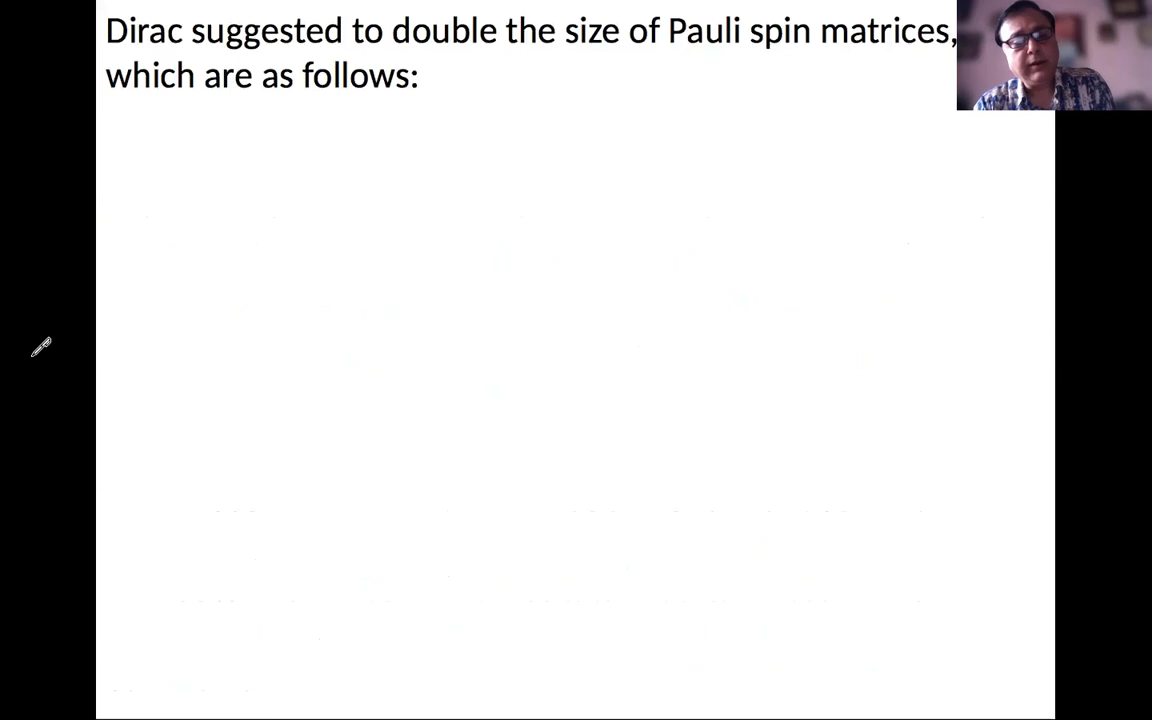 Dirac suggested to double the size of Pauli spin matrices,
which are as follows: